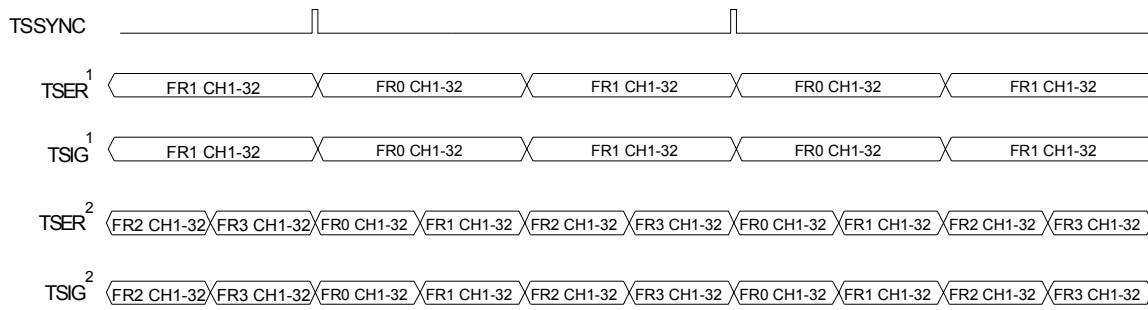 TSSYNC
TSER1 FR1 CH1-32 FR0 CH1-32 FR1 CH1-32 FR0 CH1-32 FR1 CH1-32
TSIG1 FR1 CH1-32 FR0 CH1-32 FR1 CH1-32 FR0 CH1-32 FR1 CH1-32
TSER2 FR2 CH1-32 FR3 CH1-32 FR0 CH1-32 FR1 CH1-32 FR2 CH1-32 FR3 CH1-32 FR0 CH1-32 FR1 CH1-32 FR2 CH1-32 FR3 CH1-32
TSIG2 FR2 CH1-32 FR3 CH1-32 FR0 CH1-32 FR1 CH1-32 FR2 CH1-32 FR3 CH1-32 FR0 CH1-32 FR1 CH1-32 FR2 CH1-32 FR3 CH1-32